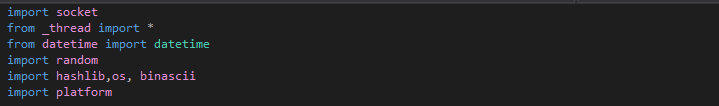 import socket
from _thread import *
from datetime import datetime
import random
import hashlib,os, binascii
import platform